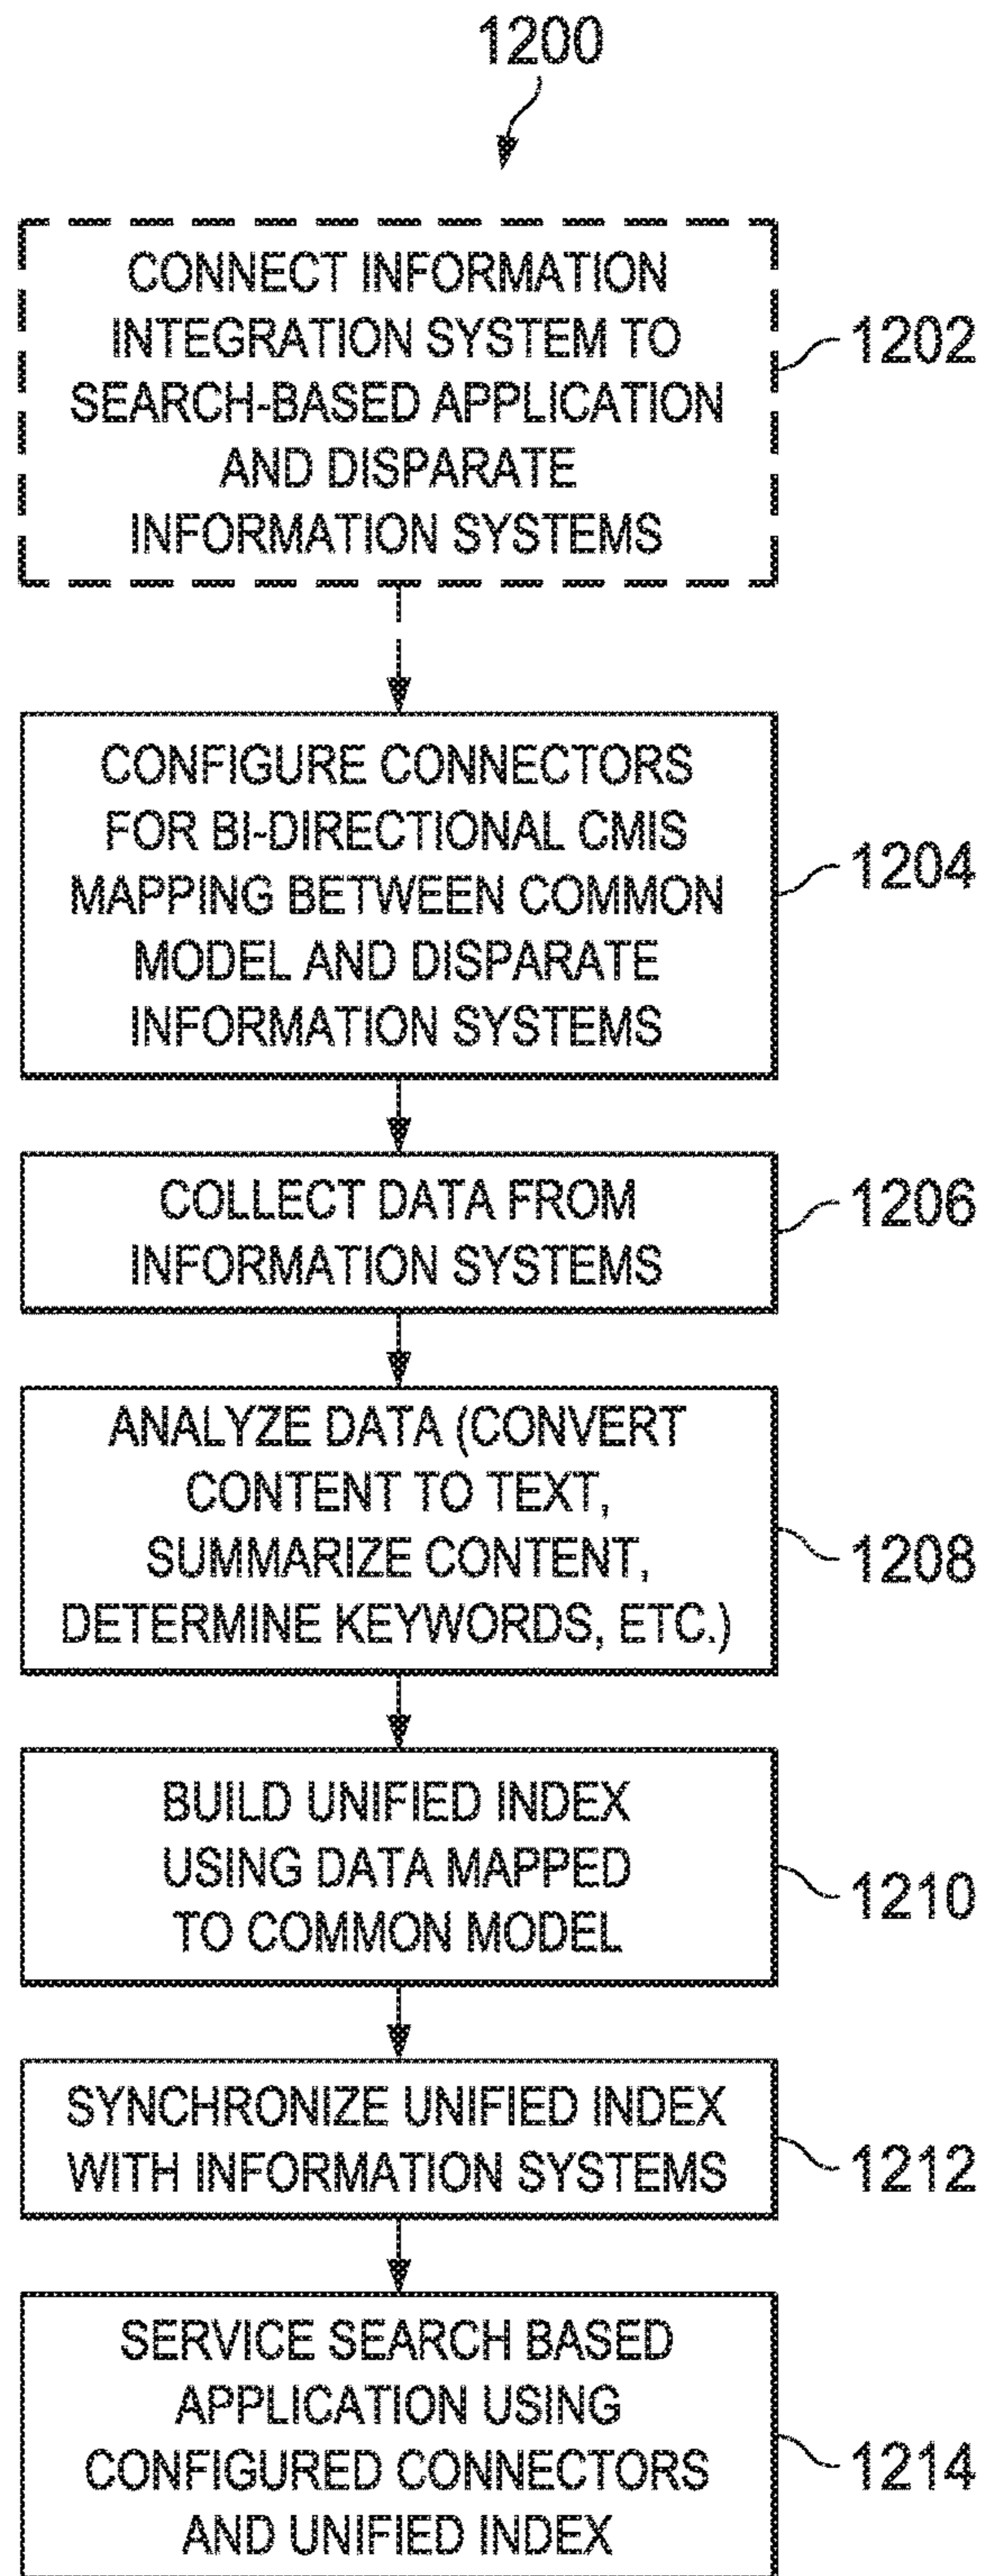 1200
CONNECT INFORMATION
INTEGRATION SYSTEM TO
SEARCH-BASED APPLICATION
AND DISPARATE
INFORMATION SYSTEMS
1202
CONFIGURE CONNECTORS
FOR BI-DIRECTIONAL CMIS
MAPPING BETWEEN COMMON
MODEL AND DISPARATE
INFORMATION SYSTEMS
1204
COLLECT DATA FROM
INFORMATION SYSTEMS
1206
ANALYZE DATA (CONVERT
CONTENT TO TEXT,
SUMMARIZE CONTENT,
DETERMINE KEYWORDS, ETC.)
1208
BUILD UNIFIED INDEX
USING DATA MAPPED
TO COMMON MODEL
1210
SYNCHRONIZE UNIFIED INDEX
WITH INFORMATION SYSTEMS
1212
SERVICE SEARCH BASED
APPLICATION USING
CONFIGURED CONNECTORS
AND UNIFIED INDEX
1214